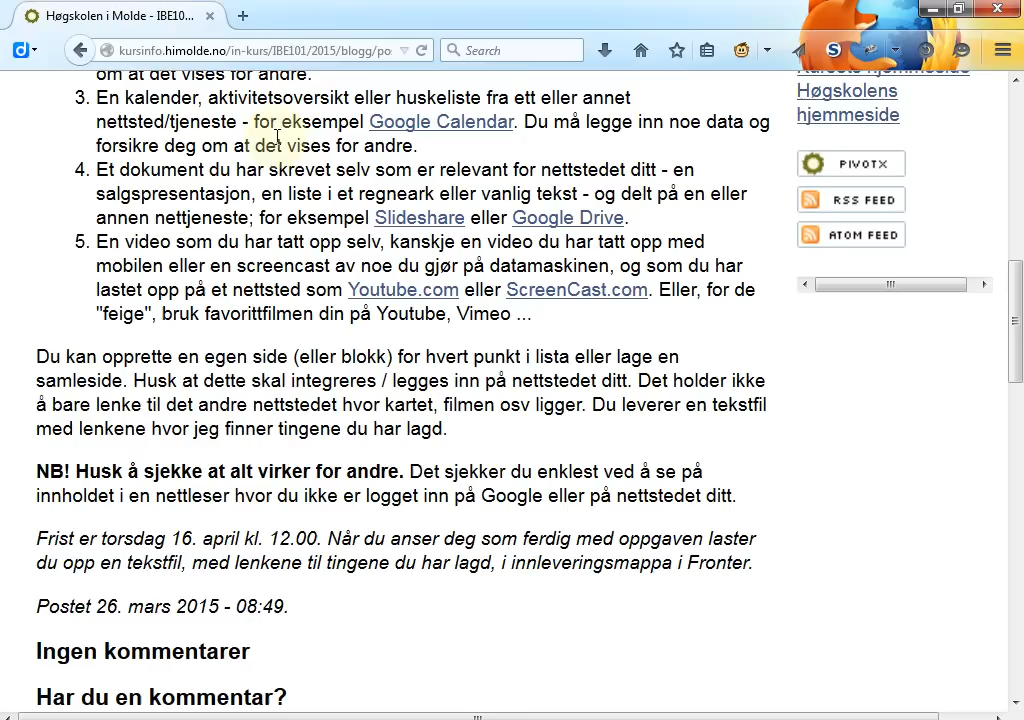 Høgskolen i Molde - IBE10...
kursinfo.himolde.no/in-kurs/IBE101/2015/blogg/po
Search
om at det vises for andre.
3. En kalender, aktivitetsoversikt eller huskeliste fra ett eller annet
nettsted/tjeneste - for eksempel Google Calendar. Du må legge inn noe data og
forsikre deg om at det vises for andre.
4. Et dokument du har skrevet selv som er relevant for nettstedet ditt - en
salgspresentasjon, en liste i et regneark eller vanlig tekst - og delt på en eller
annen nettjeneste; for eksempel Slideshare eller Google Drive.
5. En video som du har tatt opp selv, kanskje en video du har tatt opp med
mobilen eller en screencast av noe du gjør på datamaskinen, og som du har
lastet opp på et nettsted som Youtube.com eller ScreenCast.com. Eller, for de
"feige", bruk favorittfilmen din på Youtube, Vimeo ...
Du kan opprette en egen side (eller blokk) for hvert punkt i lista eller lage en
samleside. Husk at dette skal integreres / legges inn på nettstedet ditt. Det holder ikke
å bare lenke til det andre nettstedet hvor kartet, filmen osv ligger. Du leverer en tekstfil
med lenkene hvor jeg finner tingene du har lagd.
NB! Husk å sjekke at alt virker for andre. Det sjekker du enklest ved å se på
innholdet i en nettleser hvor du ikke er logget inn på Google eller på nettstedet ditt.
Frist er torsdag 16. april kl. 12.00. Når du anser deg som ferdig med oppgaven laster
du opp en tekstfil, med lenkene til tingene du har lagd, i innleveringsmappa i Fronter.
Postet 26. mars 2015 - 08:49.
Ingen kommentarer
Har du en kommentar?
Kursets hjemmeside
Høgskolens
hjemmeside
PIVOTX
RSS FEED
ATOM FEED